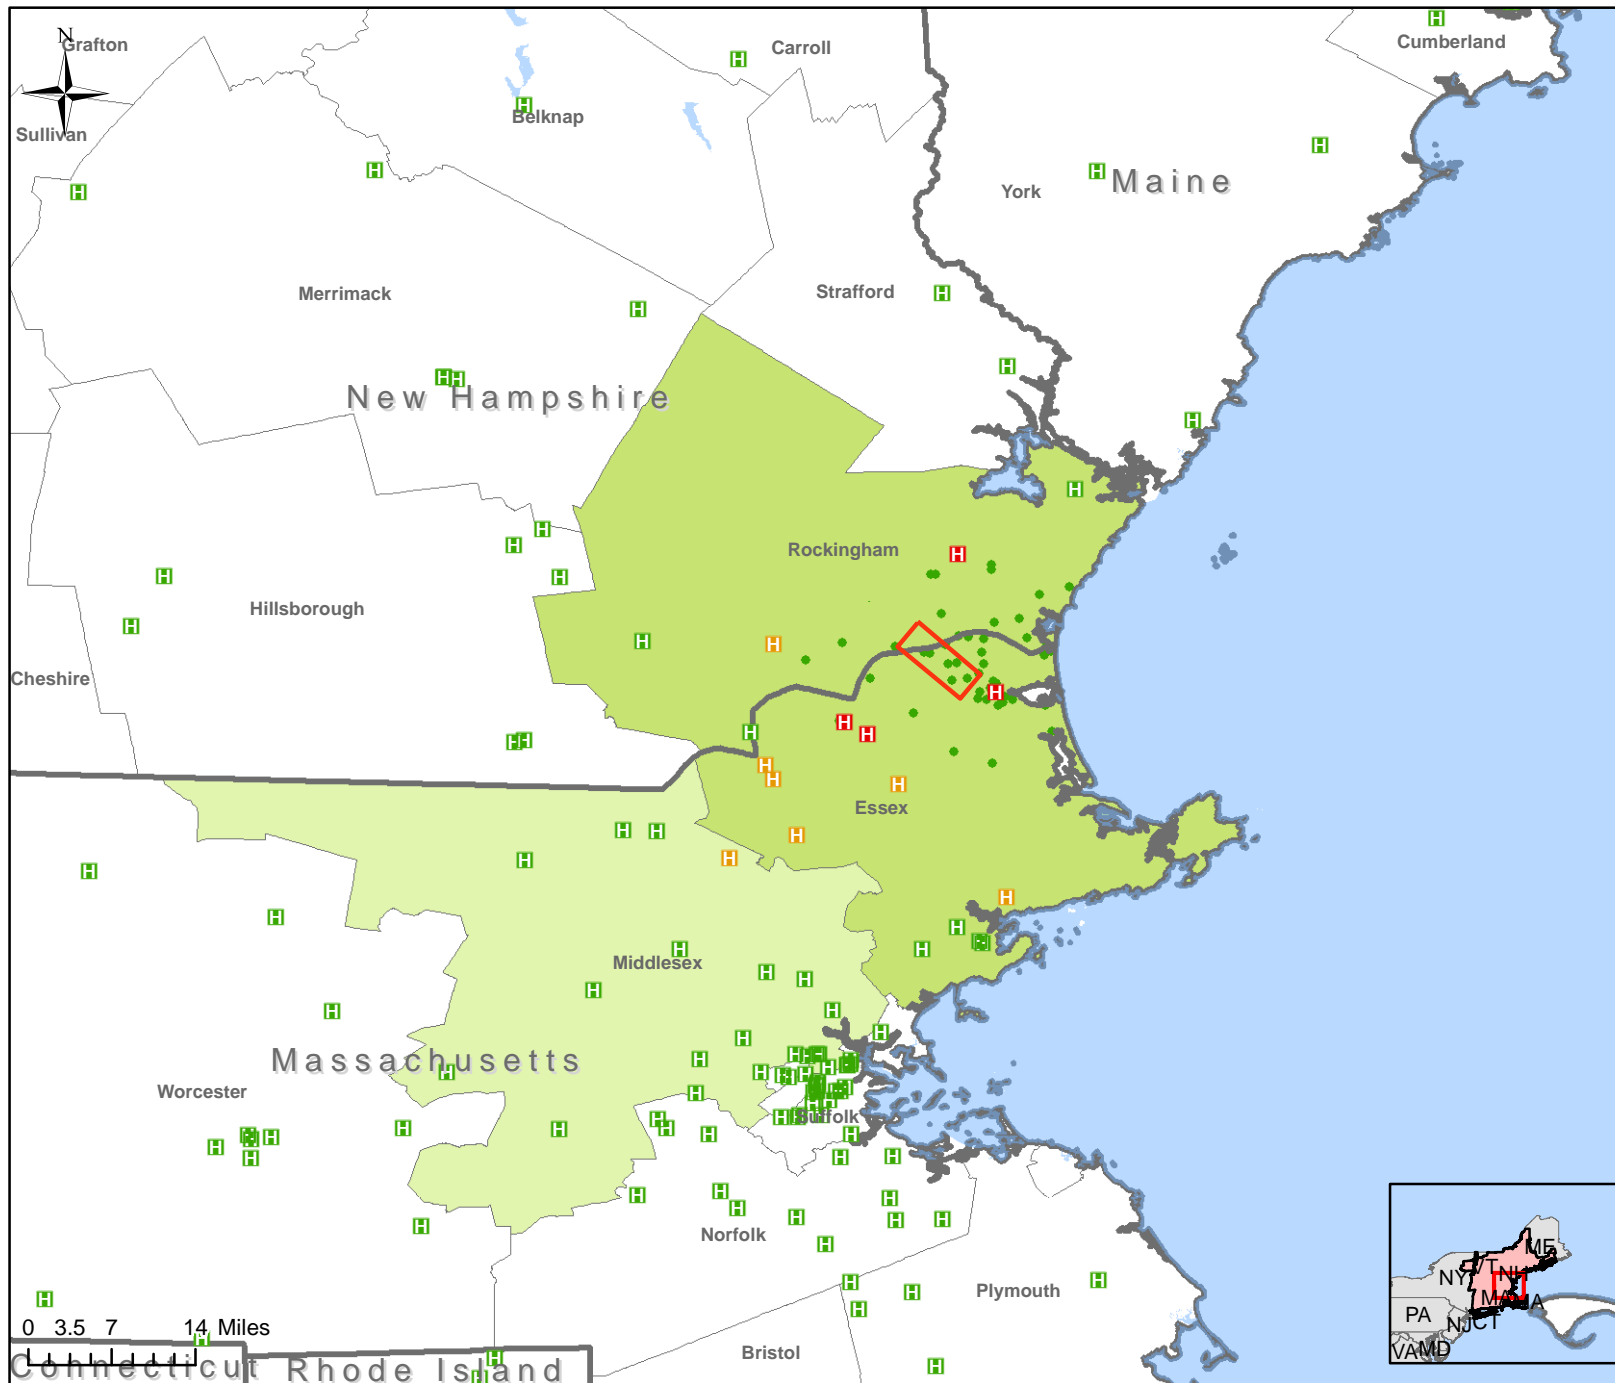 N
Grafton
Carroll
Cumberland
Belknap
Sullivan
York
Maine
Merrimack
Strafford
New Hampshire
Rockingham
Hillsborough
Cheshire
Essex
Middlesex
Massachusetts
Worcester
Suffolk
Norfolk
Plymouth
Bristol
0 3.5 7 14 Miles
Connecticut Rhode Island
ME
VT
NY
NH
MA
PA
NJ
CT
VA
MD